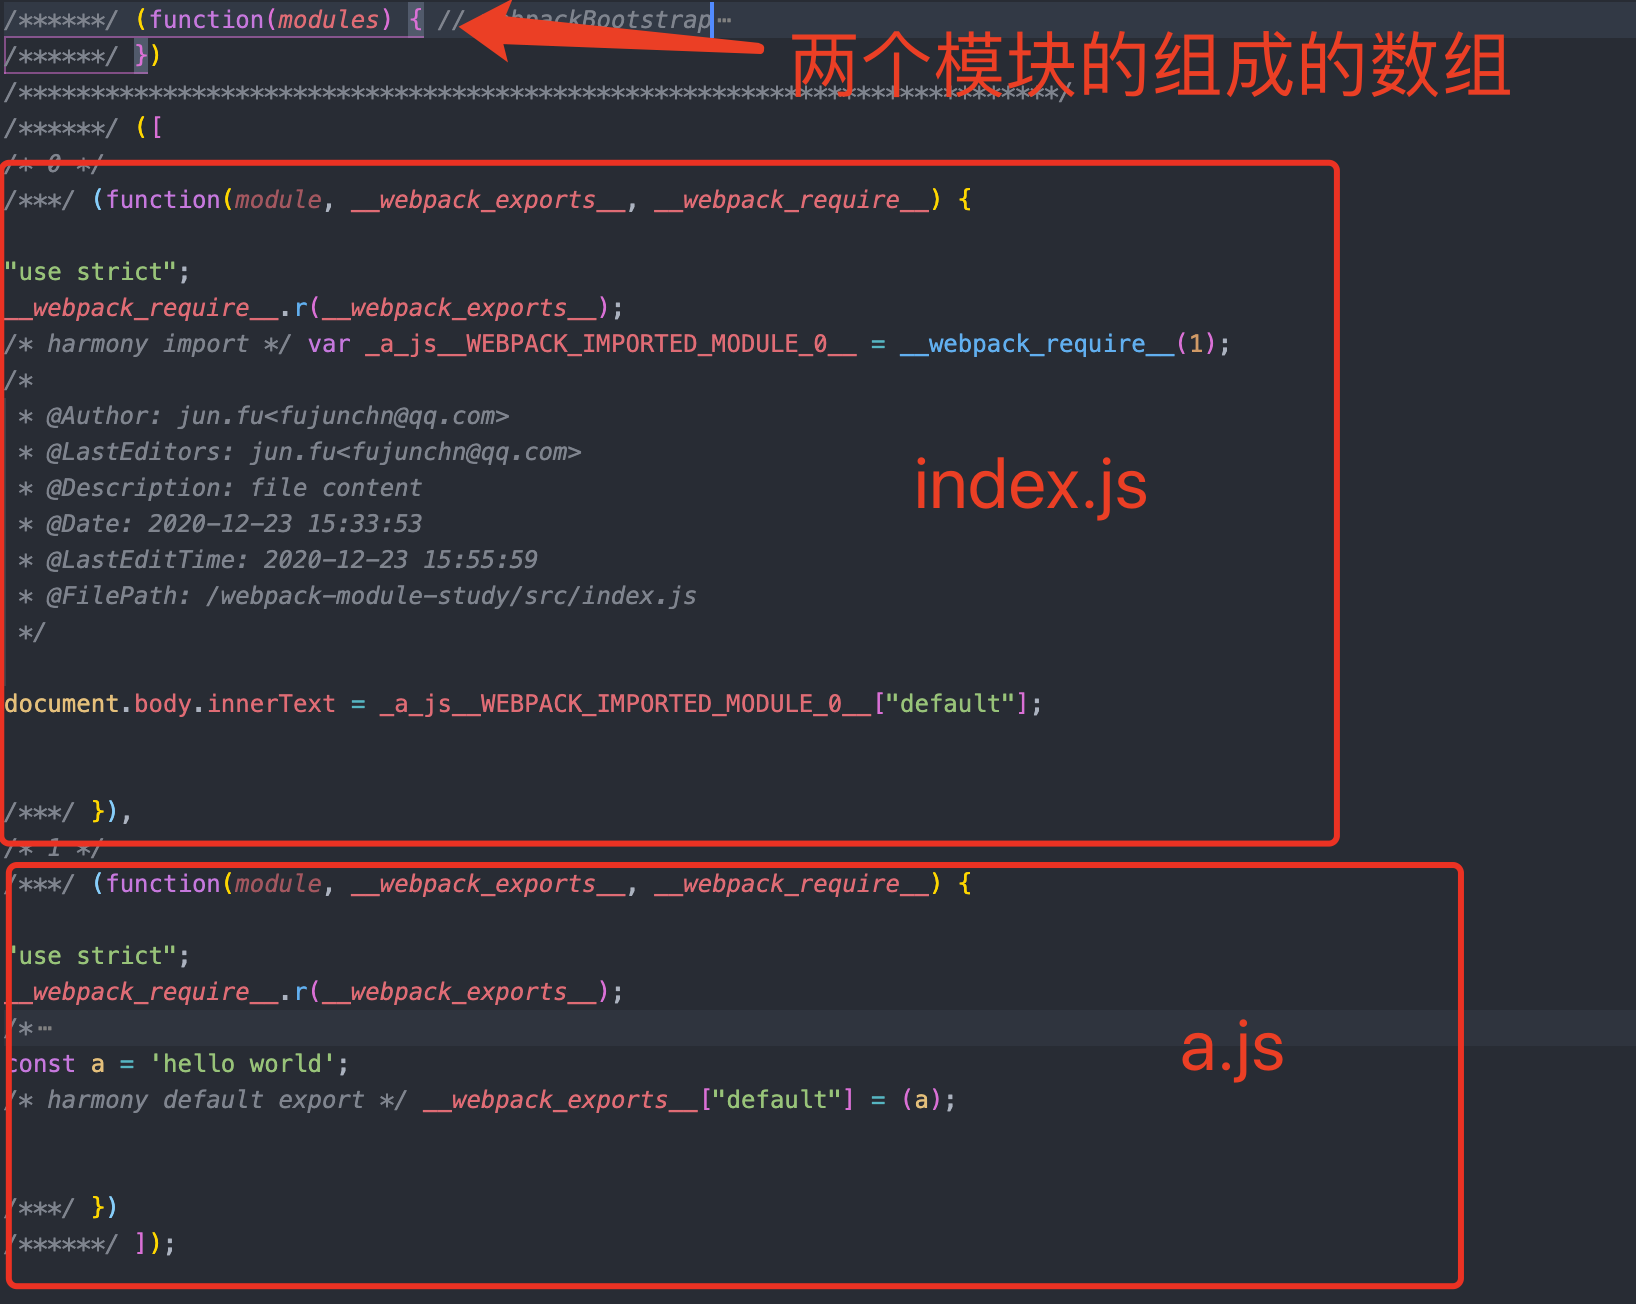 /******/ (function(modules) { // webpackBootstrap…
/******/ })
两个模块的组成的数组
/************************************************************************/
/******/ ([
/* 0 */
/***/ (function(module, __webpack_exports__, __webpack_require__) {
"use strict";
__webpack_require__.r(__webpack_exports__);
/* harmony import */ var _a_js__WEBPACK_IMPORTED_MODULE_0__ = __webpack_require__(1);
/*
* @Author: jun.fu<fujunchn@qq.com>
* @LastEditors: jun.fu<fujunchn@qq.com>
index.js
* @Description: file content
* @Date: 2020-12-23 15:33:53
* @LastEditTime: 2020-12-23 15:55:59
* @FilePath: /webpack-module-study/src/index.js
*/
document.body.innerText = _a_js__WEBPACK_IMPORTED_MODULE_0__["default"];
/***/ }),
/* 1 */
/***/ (function(module, __webpack_exports__, __webpack_require__) {
"use strict";
__webpack_require__.r(__webpack_exports__);
/*…
a.js
const a = 'hello world';
/* harmony default export */ __webpack_exports__["default"] = (a);
/***/ })
/******/ ]);